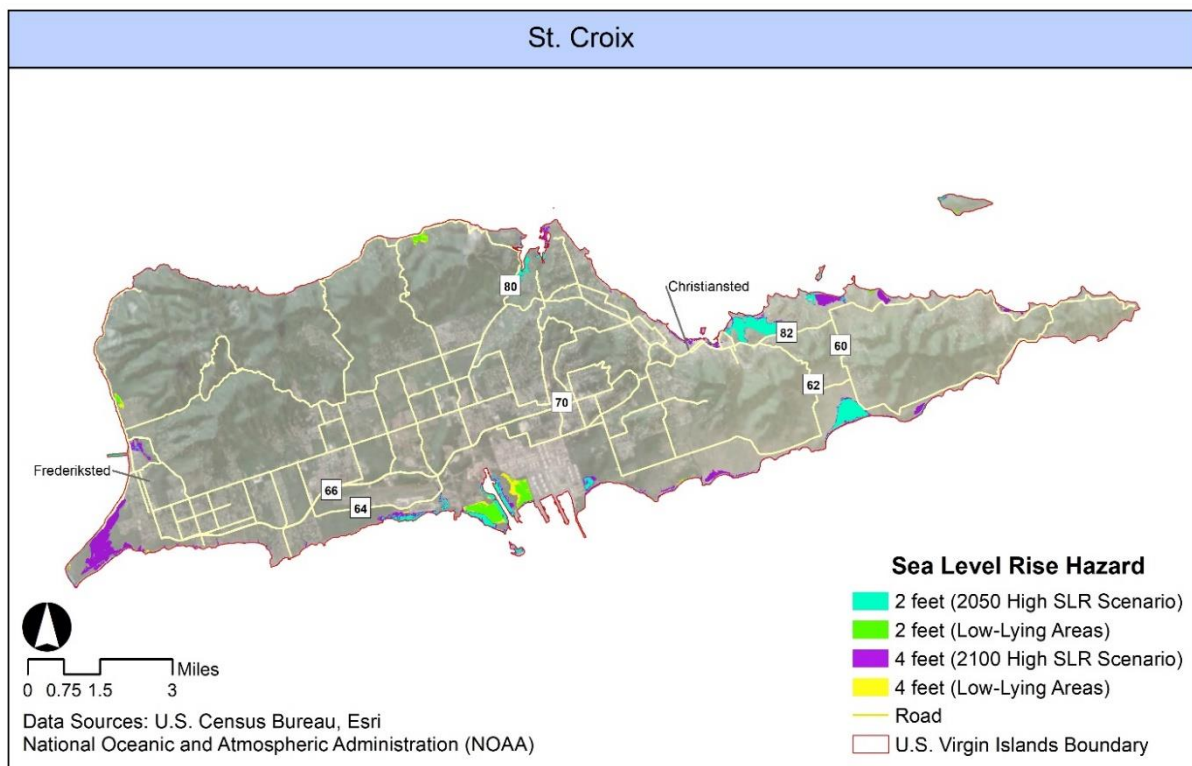 St. Croix
80
Christiansted
82
60
62
70
Frederiksted
66
64
Sea Level Rise Hazard
2 feet (2050 High SLR Scenario)
2 feet (Low-Lying Areas)
4 feet (2100 High SLR Scenario)
4 feet (Low-Lying Areas)
Road
U.S. Virgin Islands Boundary
Miles
0 0.75 1.5 3
Data Sources: U.S. Census Bureau, Esri
National Oceanic and Atmospheric Administration (NOAA)